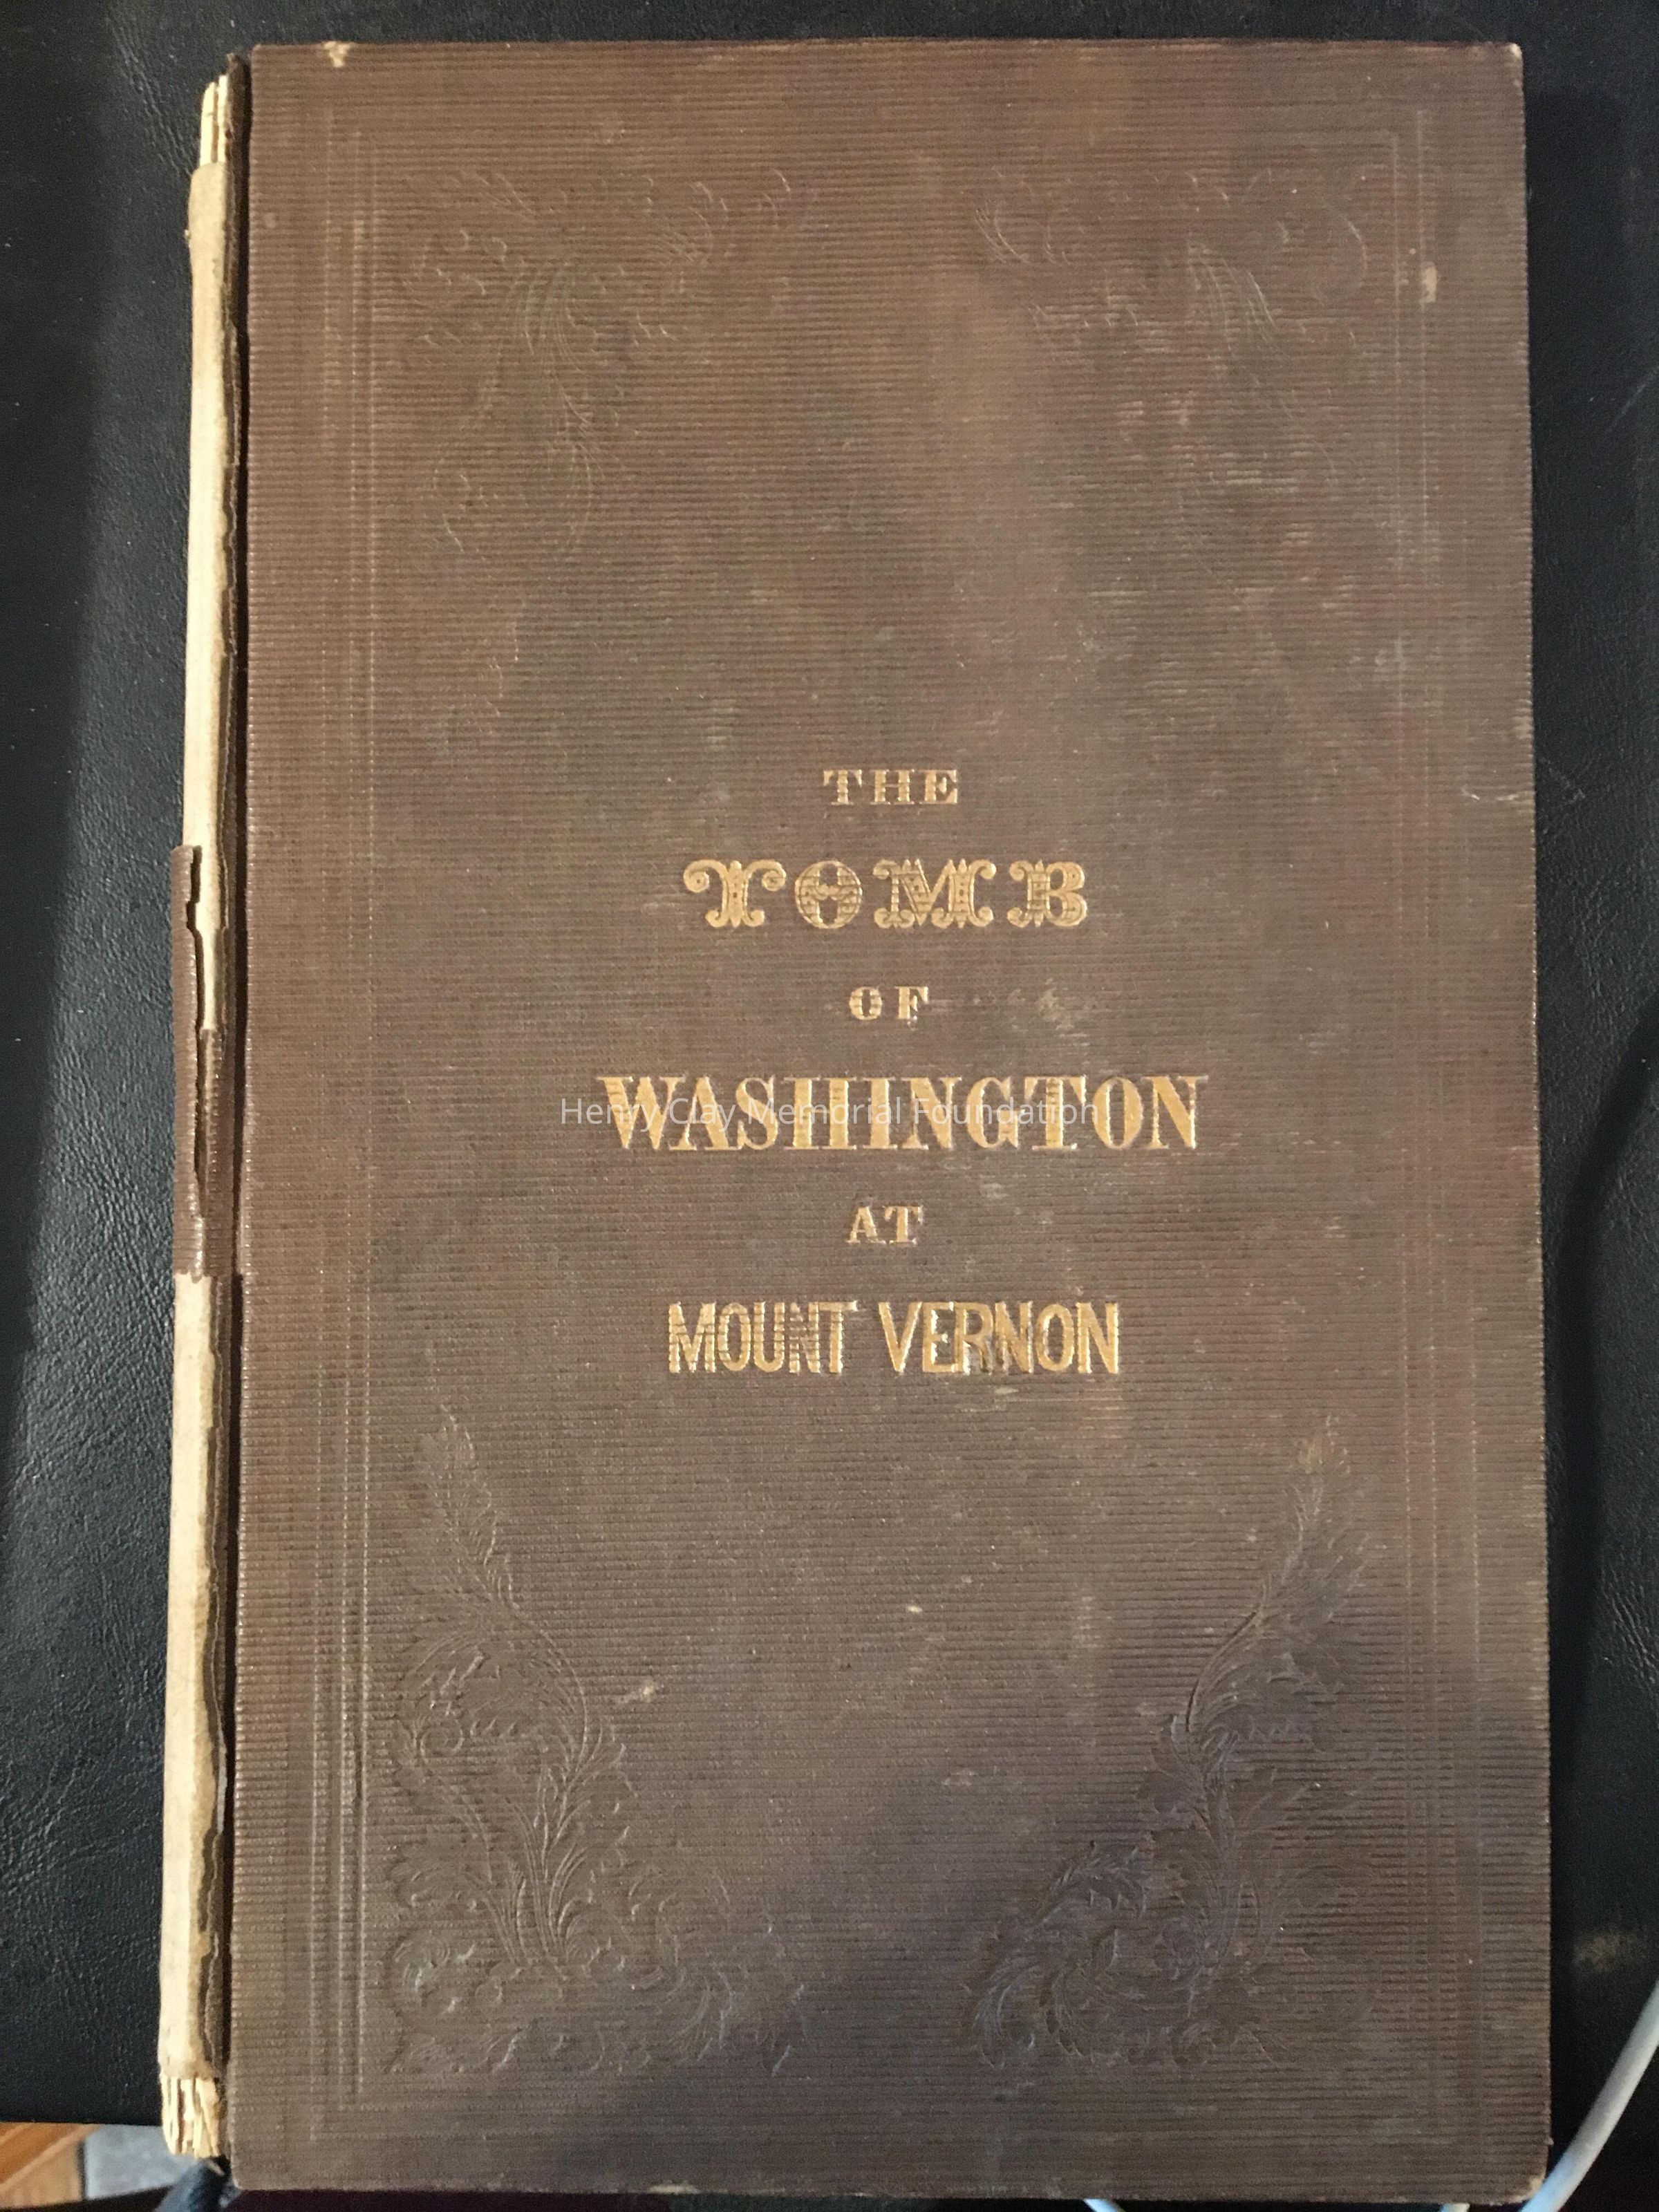 THE
TOMB
OF
WASHINGTON
Henry Clay Memorial Foundation
AT
MOUNT VERNON